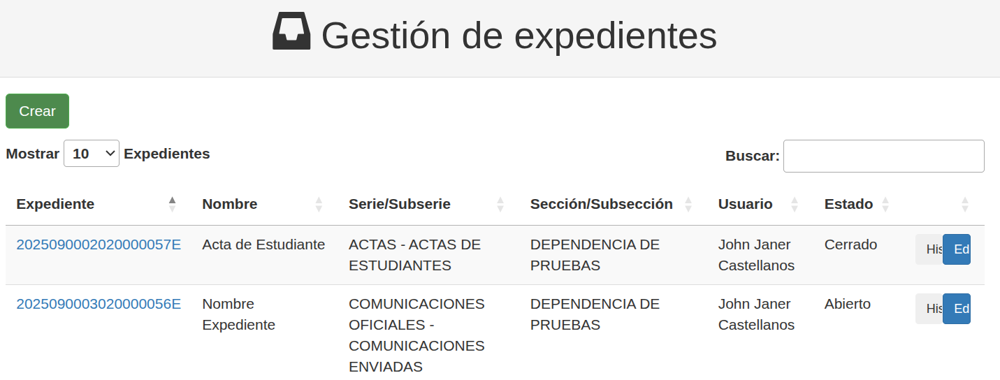 Gestión de expedientes
Crear
Mostrar 10 Expedientes
Buscar:
Expediente Nombre Serie/Subserie Sección/Subsección Usuario Estado
2025090002020000057E Acta de Estudiante ACTAS - ACTAS DE DEPENDENCIA DE John Janer Cerrado His Ed
ESTUDIANTES PRUEBAS Castellanos
2025090003020000056E Nombre COMUNICACIONES DEPENDENCIA DE John Janer Abierto His Ed
Expediente OFICIALES - PRUEBAS Castellanos
COMUNICACIONES
ENVIADAS